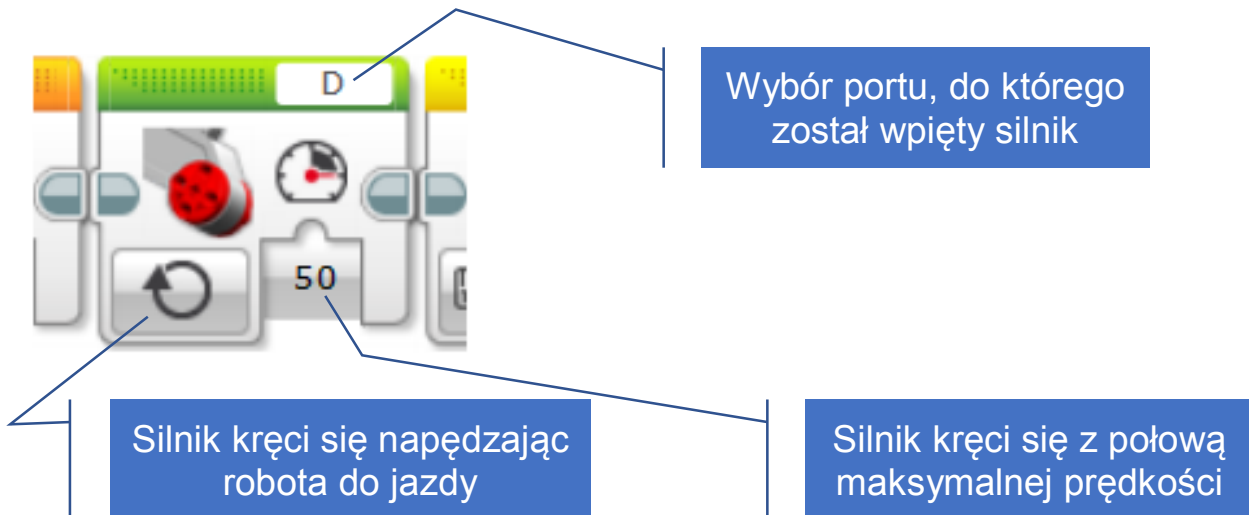 D
Wybór portu, do którego
został wpięty silnik
50
Silnik kręci się napędzając
robota do jazdy
Silnik kręci się z połową
maksymalnej prędkości